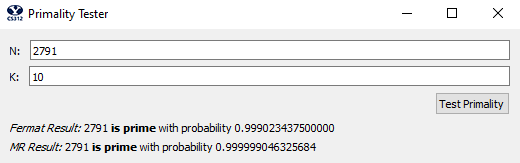 CS312 Primality Tester
N: 2791
K: 10
Test Primality
Fermat Result: 2791 is prime with probability 0.999023437500000
MR Result: 2791 is prime with probability 0.999999046325684